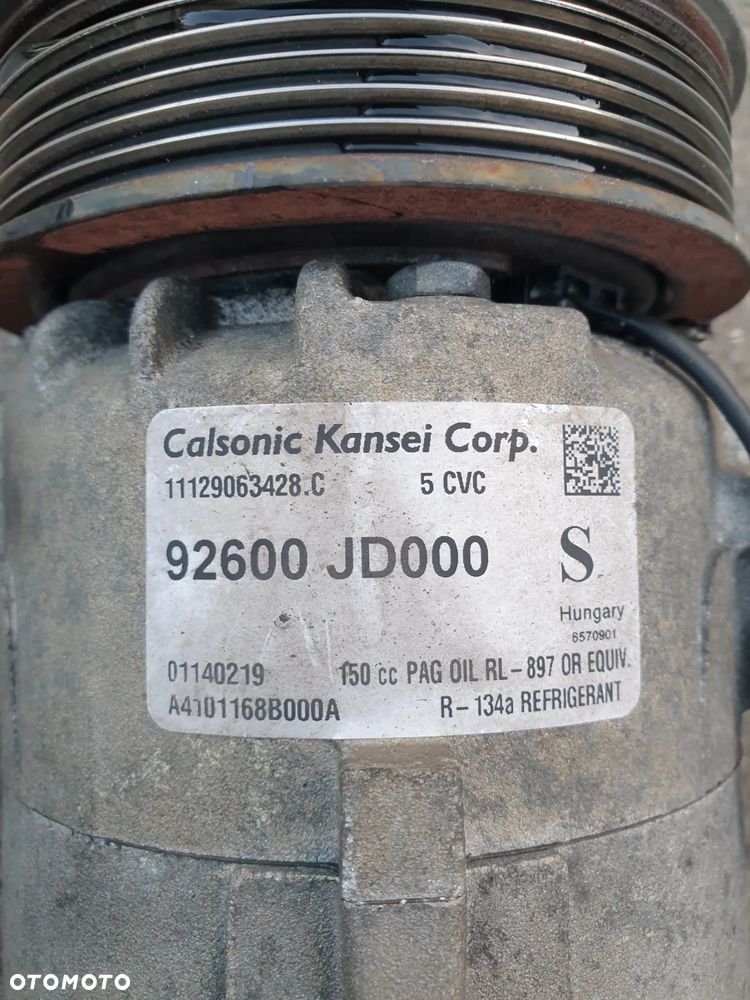 Calsonic Kansei Corp.
11129063428.C 5 CVC
92600 JD000 S
Hungary
6570901
01140219 150 cc PAG OIL RL-897 OR EQUIV.
A4101168B000A R-134a REFRIGERANT
OTOMOTO